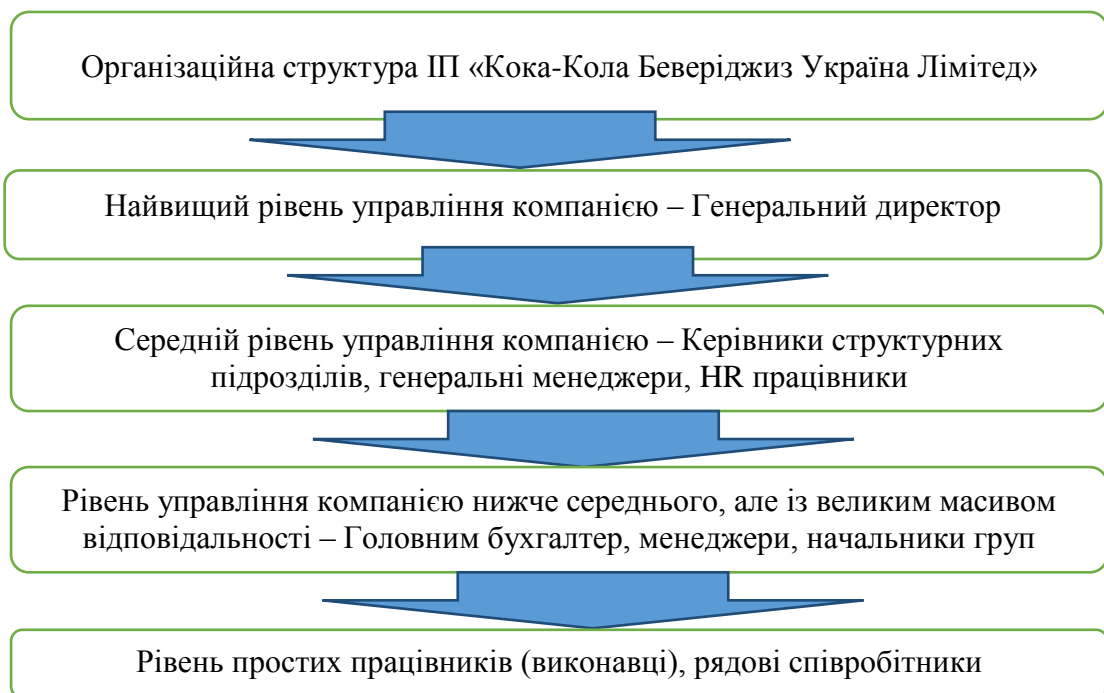 Організаційна структура ІП «Кока-Кола Беверіджиз Україна Лімітед»
Найвищий рівень управління компанією – Генеральний директор
Середній рівень управління компанією – Керівники структурних
підрозділів, генеральні менеджери, HR працівники
Рівень управління компанією нижче середнього, але із великим масивом
відповідальності – Головним бухгалтер, менеджери, начальники груп
Рівень простих працівників (виконавці), рядові співробітники